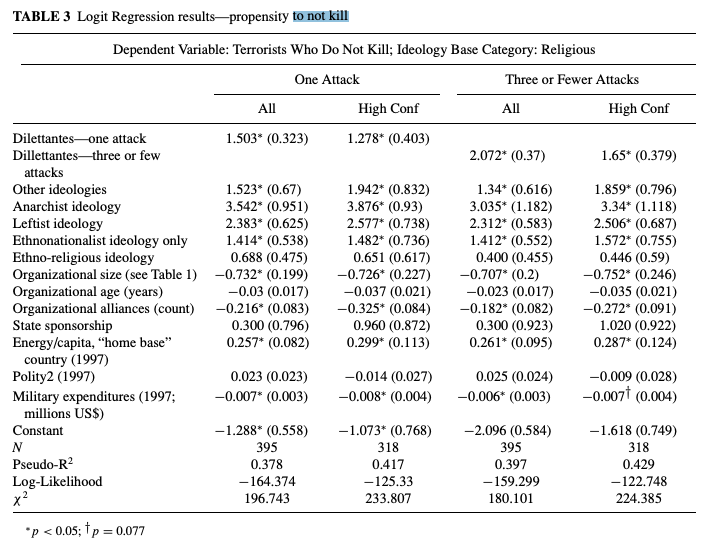 TABLE 3 Logit Regression results—propensity to not kill
Dependent Variable: Terrorists Who Do Not Kill; Ideology Base Category: Religious
One Attack Three or Fewer Attacks
All High Conf All High Conf
Dilettantes—one attack 1.503* (0.323) 1.278* (0.403)
Dillettantes—three or few 2.072* (0.37) 1.65* (0.379)
attacks
Other ideologies 1.523* (0.67) 1.942* (0.832) 1.34* (0.616) 1.859* (0.796)
Anarchist ideology 3.542* (0.951) 3.876* (0.93) 3.035* (1.182) 3.34* (1.118)
Leftist ideology 2.383* (0.625) 2.577* (0.738) 2.312* (0.583) 2.506* (0.687)
Ethnonationalist ideology only 1.414* (0.538) 1.482* (0.736) 1.412* (0.552) 1.572* (0.755)
Ethno-religious ideology 0.688 (0.475) 0.651 (0.617) 0.400 (0.455) 0.446 (0.59)
Organizational size (see Table 1) −0.732* (0.199) −0.726* (0.227) −0.707* (0.2) −0.752* (0.246)
Organizational age (years) −0.03 (0.017) −0.037 (0.021) −0.023 (0.017) −0.035 (0.021)
Organizational alliances (count) −0.216* (0.083) −0.325* (0.084) −0.182* (0.082) −0.272* (0.091)
State sponsorship 0.300 (0.796) 0.960 (0.872) 0.300 (0.923) 1.020 (0.922)
Energy/capita, “home base” 0.257* (0.082) 0.299* (0.113) 0.261* (0.095) 0.287* (0.124)
country (1997)
Polity2 (1997) 0.023 (0.023) −0.014 (0.027) 0.025 (0.024) −0.009 (0.028)
Military expenditures (1997; −0.007* (0.003) −0.008* (0.004) −0.006* (0.003) −0.007† (0.004)
millions US$)
Constant −1.288* (0.558) −1.073* (0.768) −2.096 (0.584) −1.618 (0.749)
N 395 318 395 318
Pseudo-R² 0.378 0.417 0.397 0.429
Log-Likelihood −164.374 −125.33 −159.299 −122.748
χ² 196.743 233.807 180.101 224.385
*p < 0.05; †p = 0.077